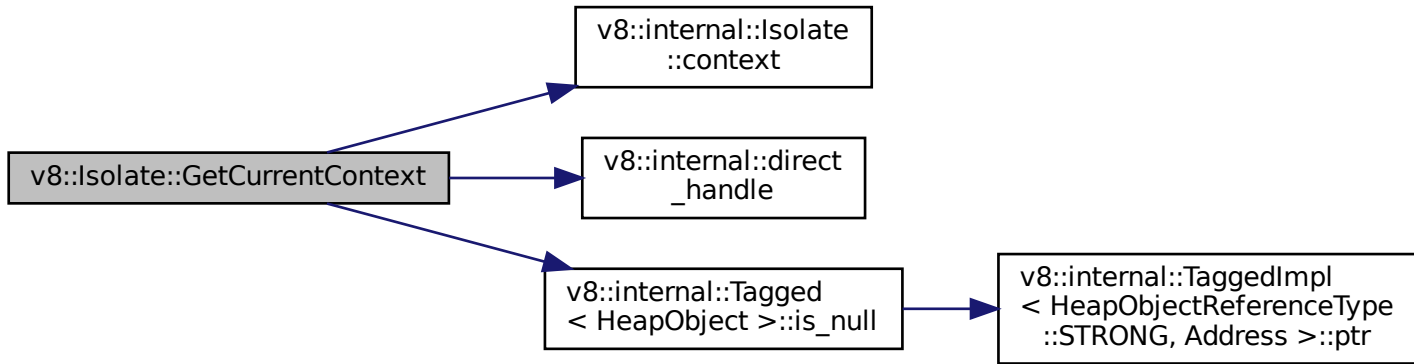 v8::internal::Isolate
::context
v8::Isolate::GetCurrentContext
v8::internal::direct
_handle
v8::internal::Tagged
< HeapObject >::is_null
v8::internal::TaggedImpl
< HeapObjectReferenceType
::STRONG, Address >::ptr